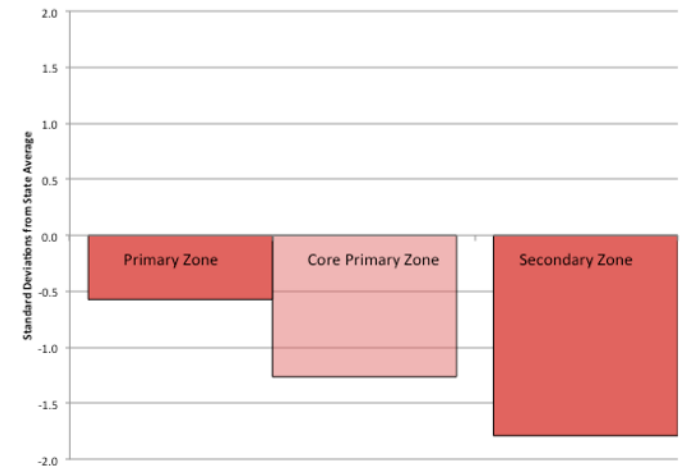 2.0
1.5
1.0
0.5
0.0
-0.5
-1.0
-1.5
-2.0
Standard Deviations from State Average
Primary Zone
Core Primary Zone
Secondary Zone